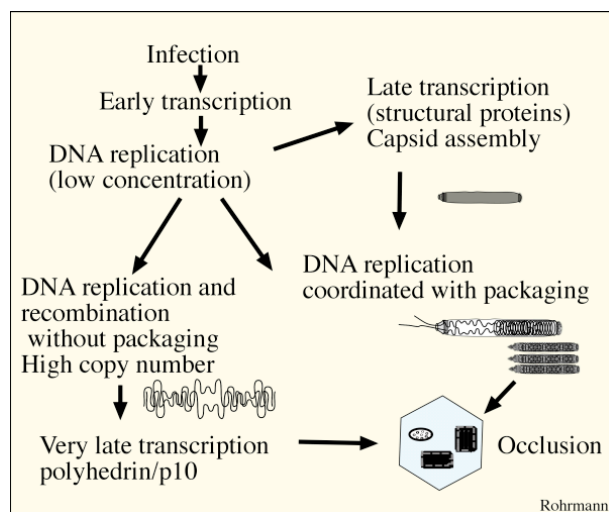 Infection
Early transcription
DNA replication
(low concentration)
Late transcription
(structural proteins)
Capsid assembly
DNA replication and
recombination
without packaging
High copy number
DNA replication
coordinated with packaging
Very late transcription
polyhedrin/p10
Occlusion
Rohrmann